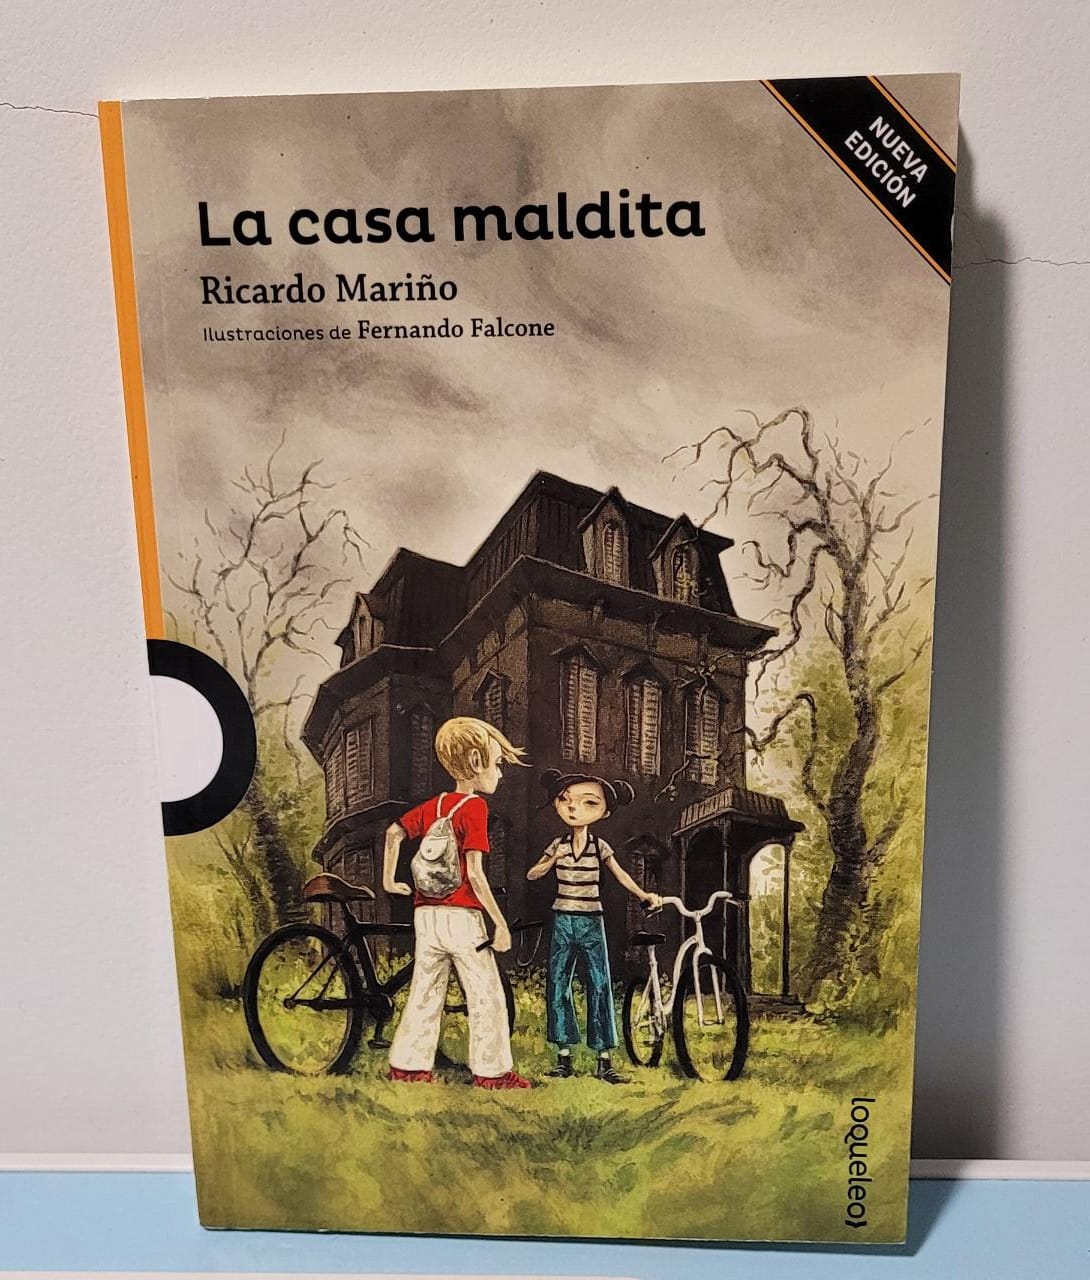 NUEVA
EDICIÓN
La casa maldita
Ricardo Mariño
Ilustraciones de Fernando Falcone
loqueleo